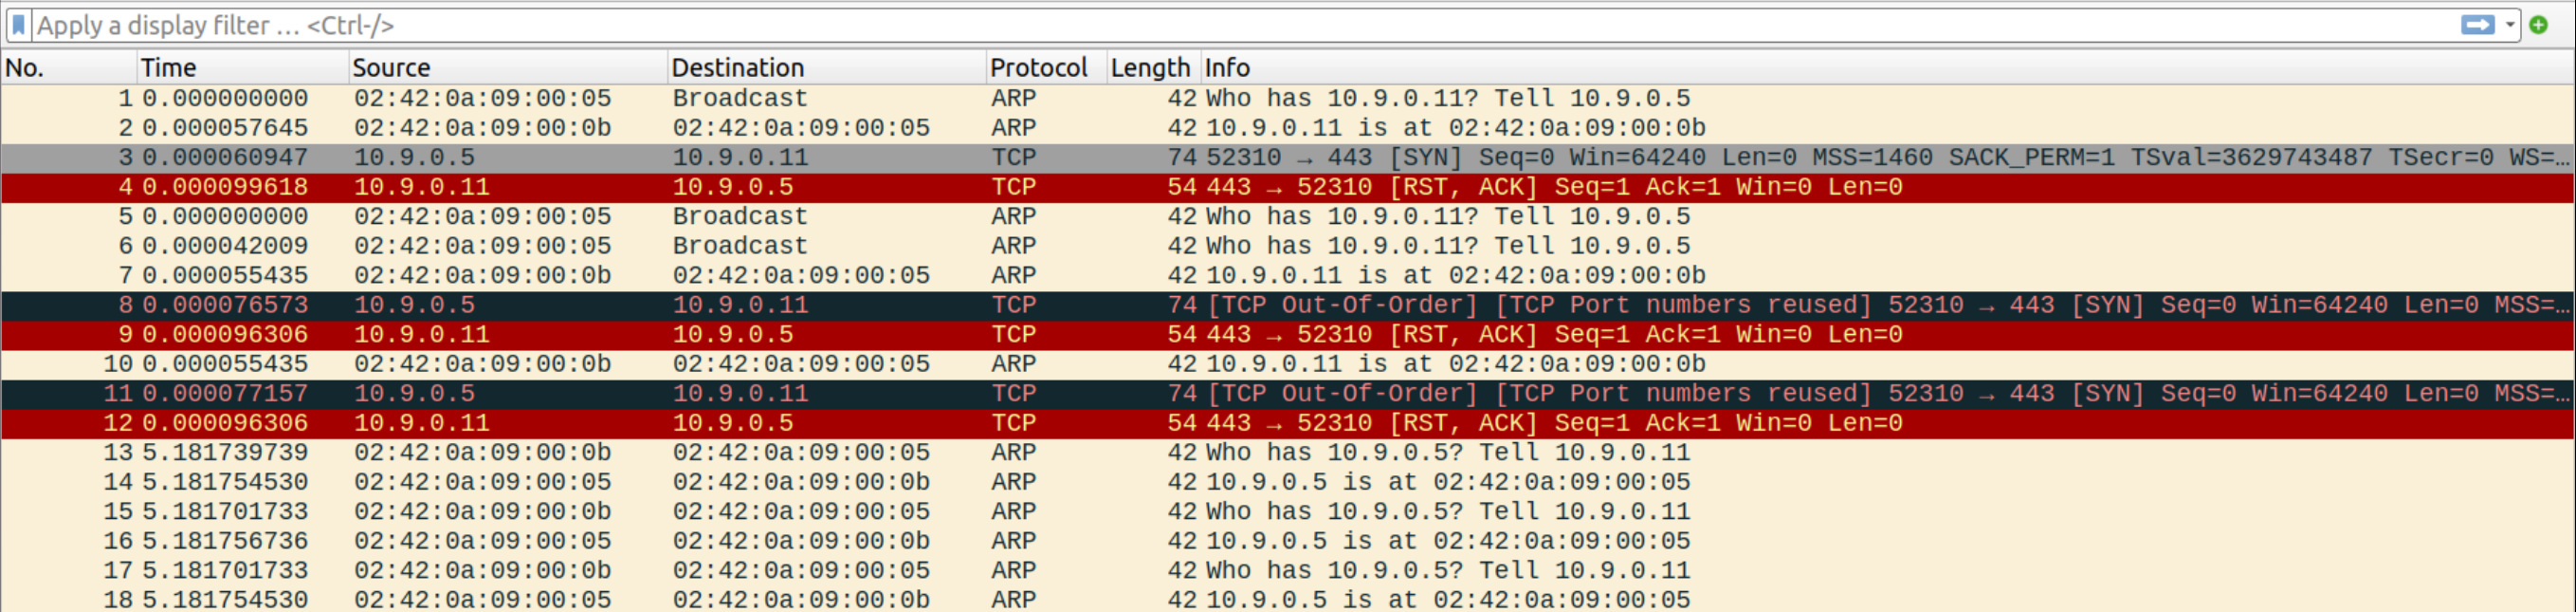 Apply a display filter … <Ctrl-/>
No. Time Source Destination Protocol Length Info
1 0.000000000 02:42:0a:09:00:05 Broadcast ARP 42 Who has 10.9.0.11? Tell 10.9.0.5
2 0.000057645 02:42:0a:09:00:0b 02:42:0a:09:00:05 ARP 42 10.9.0.11 is at 02:42:0a:09:00:0b
3 0.000060947 10.9.0.5 10.9.0.11 TCP 74 52310 → 443 [SYN] Seq=0 Win=64240 Len=0 MSS=1460 SACK_PERM=1 TSval=3629743487 TSecr=0 WS=…
4 0.000099618 10.9.0.11 10.9.0.5 TCP 54 443 → 52310 [RST, ACK] Seq=1 Ack=1 Win=0 Len=0
5 0.000000000 02:42:0a:09:00:05 Broadcast ARP 42 Who has 10.9.0.11? Tell 10.9.0.5
6 0.000042009 02:42:0a:09:00:05 Broadcast ARP 42 Who has 10.9.0.11? Tell 10.9.0.5
7 0.000055435 02:42:0a:09:00:0b 02:42:0a:09:00:05 ARP 42 10.9.0.11 is at 02:42:0a:09:00:0b
8 0.000076573 10.9.0.5 10.9.0.11 TCP 74 [TCP Out-Of-Order] [TCP Port numbers reused] 52310 → 443 [SYN] Seq=0 Win=64240 Len=0 MSS=…
9 0.000096306 10.9.0.11 10.9.0.5 TCP 54 443 → 52310 [RST, ACK] Seq=1 Ack=1 Win=0 Len=0
10 0.000055435 02:42:0a:09:00:0b 02:42:0a:09:00:05 ARP 42 10.9.0.11 is at 02:42:0a:09:00:0b
11 0.000077157 10.9.0.5 10.9.0.11 TCP 74 [TCP Out-Of-Order] [TCP Port numbers reused] 52310 → 443 [SYN] Seq=0 Win=64240 Len=0 MSS=…
12 0.000096306 10.9.0.11 10.9.0.5 TCP 54 443 → 52310 [RST, ACK] Seq=1 Ack=1 Win=0 Len=0
13 5.181739739 02:42:0a:09:00:0b 02:42:0a:09:00:05 ARP 42 Who has 10.9.0.5? Tell 10.9.0.11
14 5.181754530 02:42:0a:09:00:05 02:42:0a:09:00:0b ARP 42 10.9.0.5 is at 02:42:0a:09:00:05
15 5.181701733 02:42:0a:09:00:0b 02:42:0a:09:00:05 ARP 42 Who has 10.9.0.5? Tell 10.9.0.11
16 5.181756736 02:42:0a:09:00:05 02:42:0a:09:00:0b ARP 42 10.9.0.5 is at 02:42:0a:09:00:05
17 5.181701733 02:42:0a:09:00:0b 02:42:0a:09:00:05 ARP 42 Who has 10.9.0.5? Tell 10.9.0.11
18 5.181754530 02:42:0a:09:00:05 02:42:0a:09:00:0b ARP 42 10.9.0.5 is at 02:42:0a:09:00:05